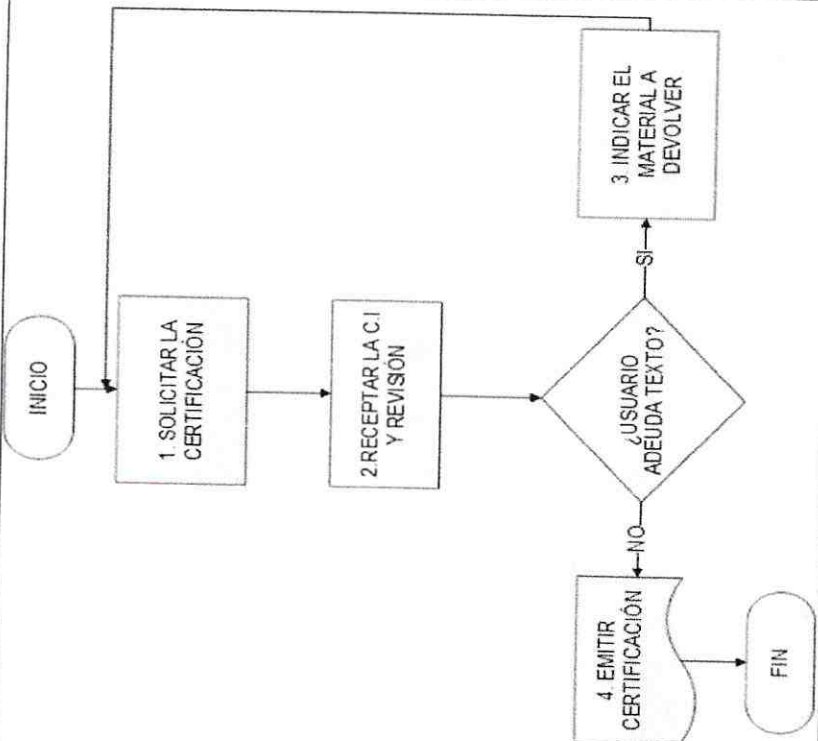 INICIO
1. SOLICITAR LA
CERTIFICACIÓN
2.RECEPTAR LA C.I
Y REVISIÓN
¿USUARIO
ADEUDA TEXTO?
SI
3. INDICAR EL
MATERIAL A
DEVOLVER
NO
4. EMITIR
CERTIFICACIÓN
FIN